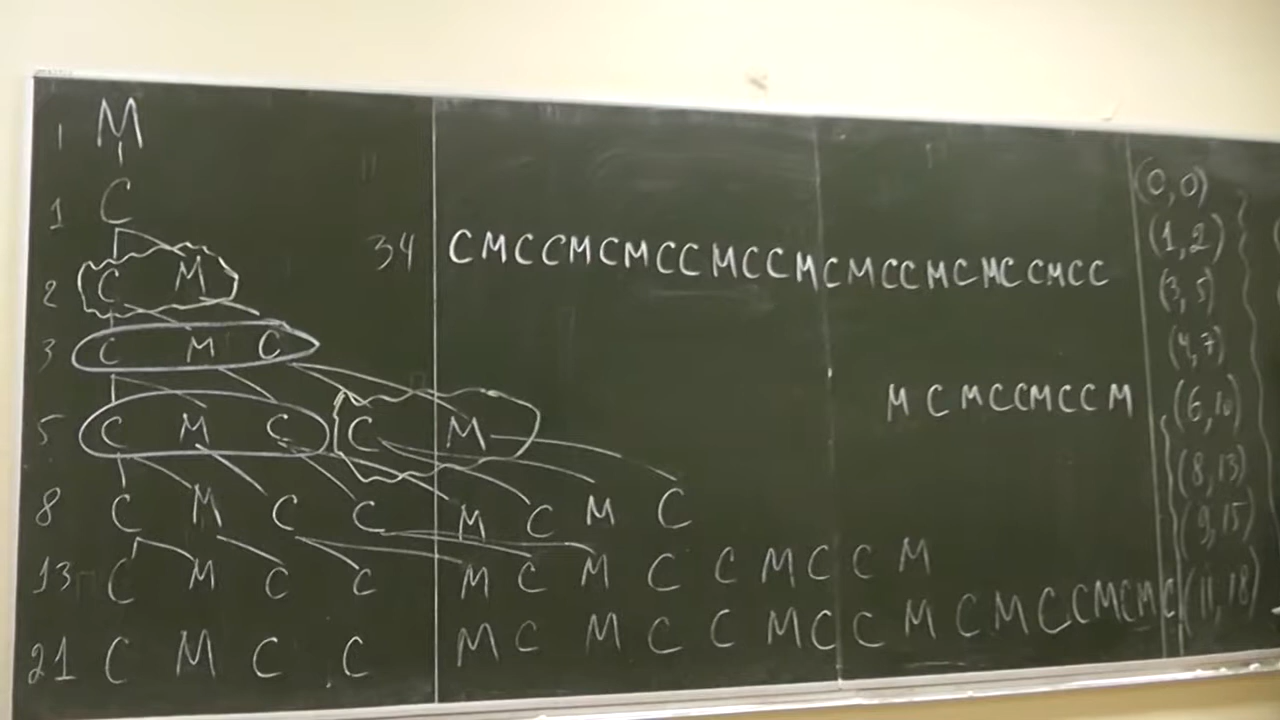 1 M
1 C
2 C M
3 C M C
5 C M C C M
8 C M C C M C M C
13 C M C C M C M C C M C C M
21 C M C C M C M C C M C C M C M C C M C M C
34 C M C C M C M C C M C C M C M C C M C M C C M C C
M C M C C M C C M
(0,0)
(1,2)
(3,5)
(4,7)
(6,10)
(8,13)
(9,15)
(11,18)